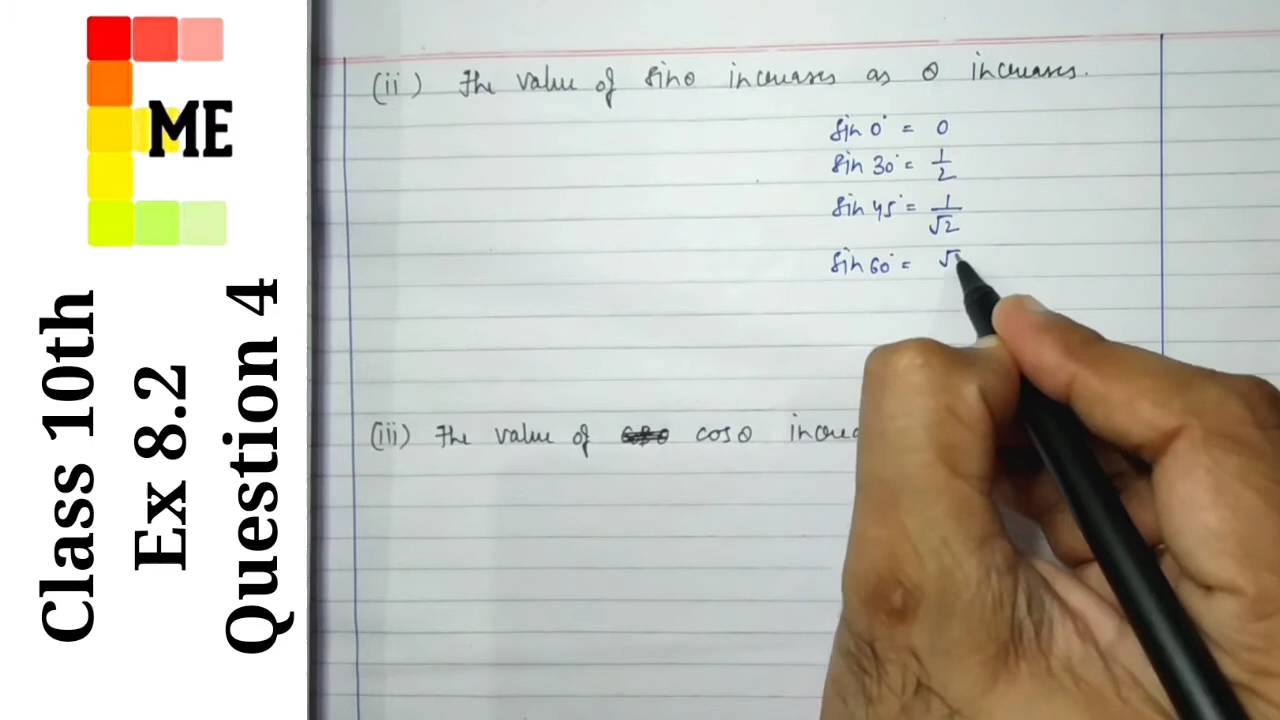 ME
Class 10th
Ex 8.2
Question 4
(ii) The value of sinθ increases as θ increases.
sin 0° = 0
sin 30° = 1/2
sin 45° = 1/√2
sin 60° = √
(iii) The value of cosθ increa